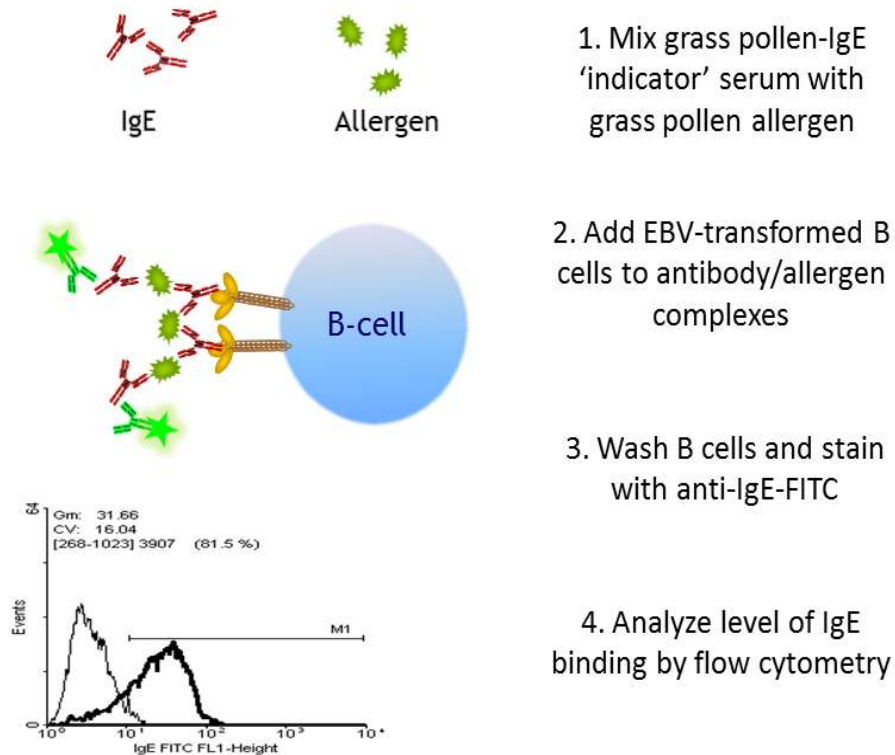 IgE
Allergen
1. Mix grass pollen-IgE
‘indicator’ serum with
grass pollen allergen
B-cell
2. Add EBV-transformed B
cells to antibody/allergen
complexes
3. Wash B cells and stain
with anti-IgE-FITC
64
Gm: 31.66
CV: 16.04
[268-1023] 3907 (81.5 %)
Events
M1
0
10⁰ 10¹ 10² 10³ 10⁴
IgE FITC FL1-Height
4. Analyze level of IgE
binding by flow cytometry